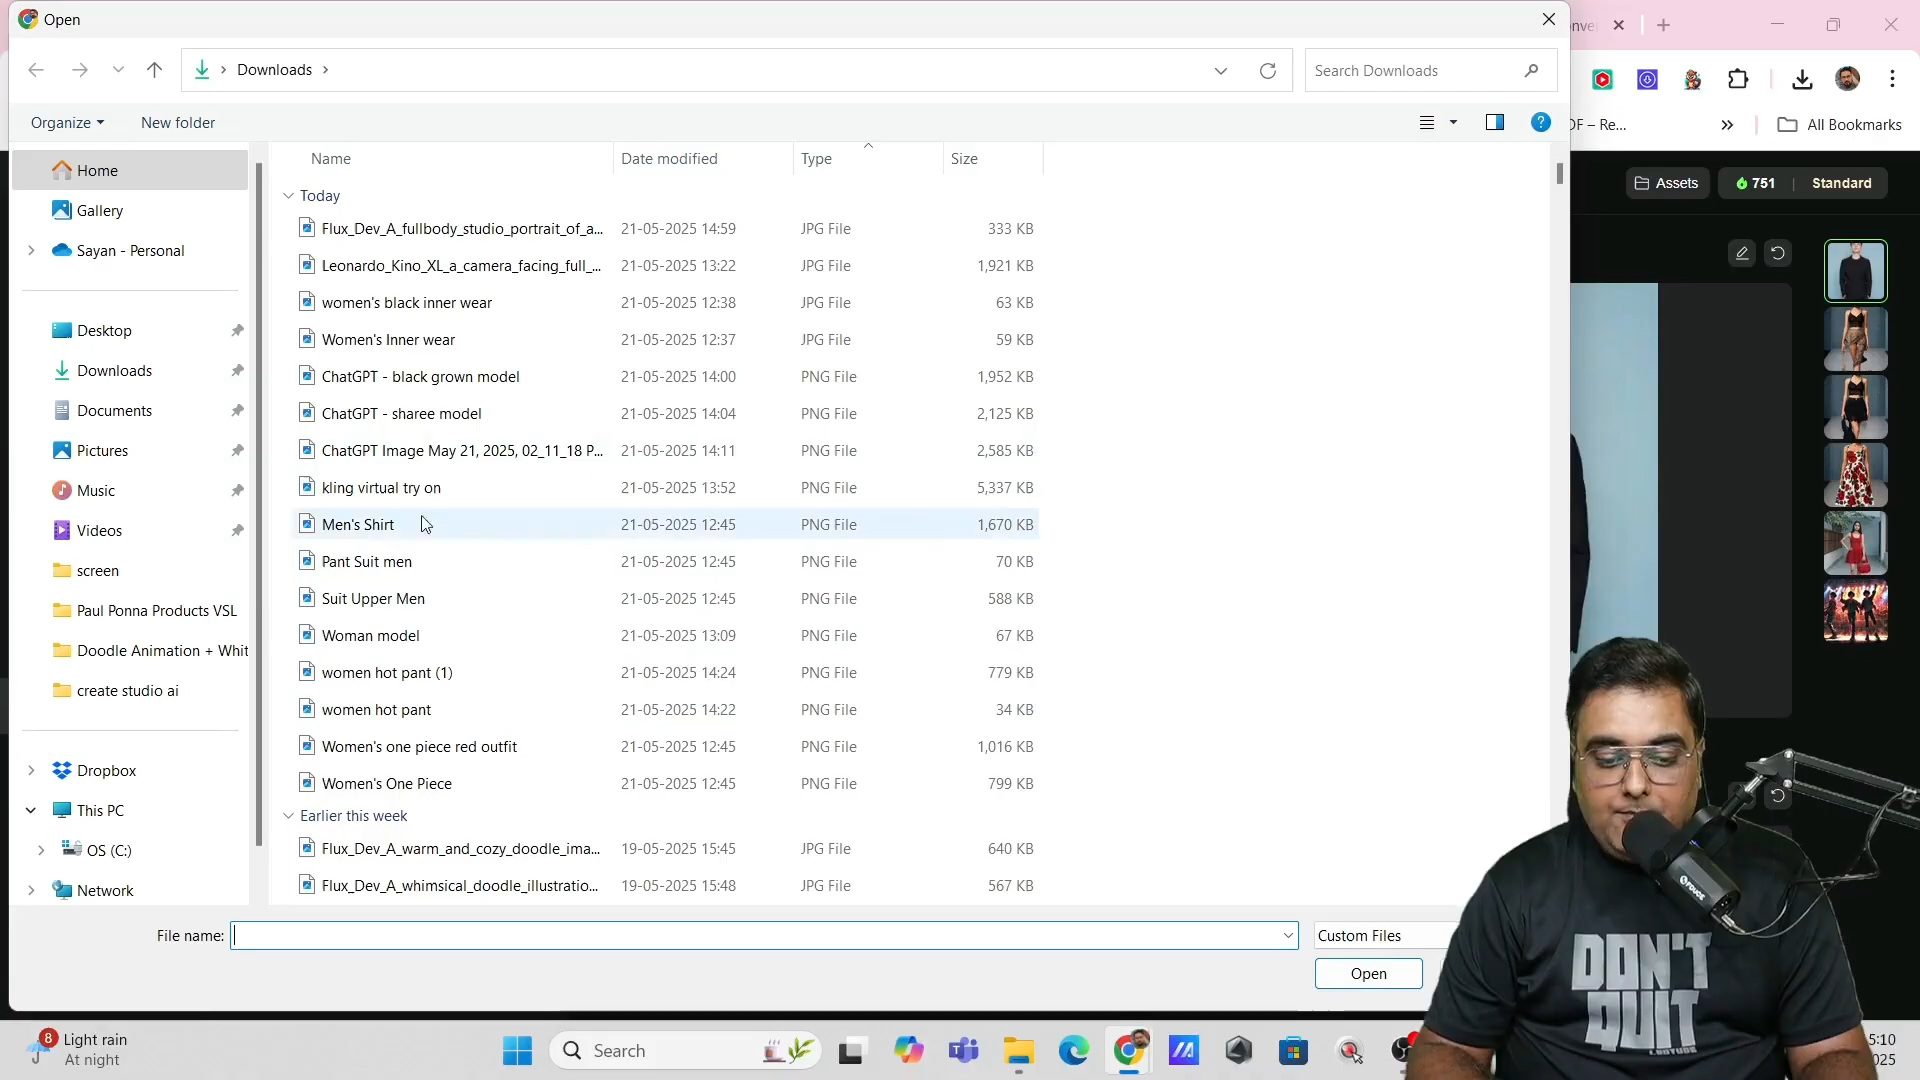 Open
Downloads
Search Downloads
Organize
New folder
DF – Re...
All Bookmarks
Home
Gallery
Sayan - Personal
Desktop
Downloads
Documents
Pictures
Music
Videos
screen
Paul Ponna Products VSL
Doodle Animation + Whit
create studio ai
Dropbox
This PC
OS (C:)
Network
Name Date modified Type Size
Today
Flux_Dev_A_fullbody_studio_portrait_of_a... 21-05-2025 14:59 JPG File 333 KB
Leonardo_Kino_XL_a_camera_facing_full_... 21-05-2025 13:22 JPG File 1,921 KB
women's black inner wear 21-05-2025 12:38 JPG File 63 KB
Women's Inner wear 21-05-2025 12:37 JPG File 59 KB
ChatGPT - black grown model 21-05-2025 14:00 PNG File 1,952 KB
ChatGPT - sharee model 21-05-2025 14:04 PNG File 2,125 KB
ChatGPT Image May 21, 2025, 02_11_18 P... 21-05-2025 14:11 PNG File 2,585 KB
kling virtual try on 21-05-2025 13:52 PNG File 5,337 KB
Men's Shirt 21-05-2025 12:45 PNG File 1,670 KB
Pant Suit men 21-05-2025 12:45 PNG File 70 KB
Suit Upper Men 21-05-2025 12:45 PNG File 588 KB
Woman model 21-05-2025 13:09 PNG File 67 KB
women hot pant (1) 21-05-2025 14:24 PNG File 779 KB
women hot pant 21-05-2025 14:22 PNG File 34 KB
Women's one piece red outfit 21-05-2025 12:45 PNG File 1,016 KB
Women's One Piece 21-05-2025 12:45 PNG File 799 KB
Earlier this week
Flux_Dev_A_warm_and_cozy_doodle_ima... 19-05-2025 15:45 JPG File 640 KB
Flux_Dev_A_whimsical_doodle_illustratio... 19-05-2025 15:48 JPG File 567 KB
File name:
Custom Files
Open
Assets
751
Standard
DON'T
QUIT
8
Light rain
At night
Search
5:10
025